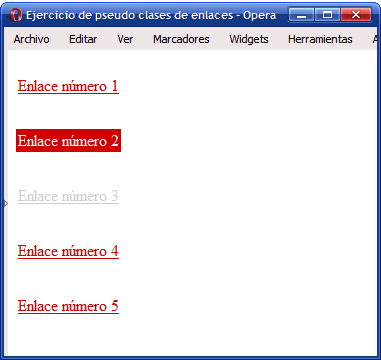 Ejercicio de pseudo clases de enlaces - Opera
Archivo Editar Ver Marcadores Widgets Herramientas A
Enlace número 1
Enlace número 2
Enlace número 3
Enlace número 4
Enlace número 5